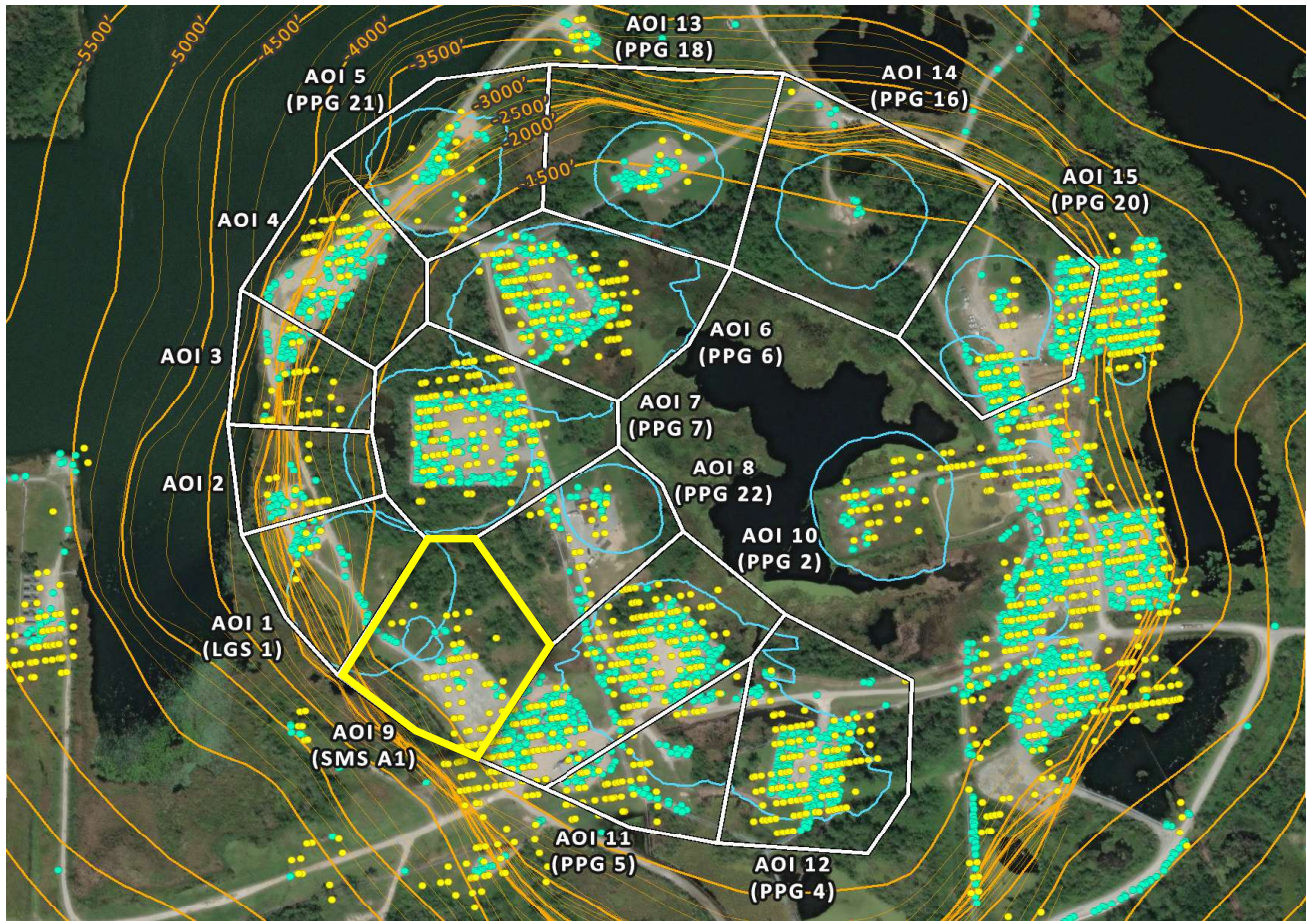 -5500'
-5000'
-4500'
-4000'
-3500'
-3000'
-2500'
-2000'
-1500'
AOI 13
(PPG 18)
AOI 5
(PPG 21)
AOI 14
(PPG 16)
AOI 15
(PPG 20)
AOI 4
AOI 3
AOI 6
(PPG 6)
AOI 7
(PPG 7)
AOI 2
AOI 8
(PPG 22)
AOI 10
(PPG 2)
AOI 1
(LGS 1)
AOI 9
(SMS A1)
AOI 11
(PPG 5)
AOI 12
(PPG 4)